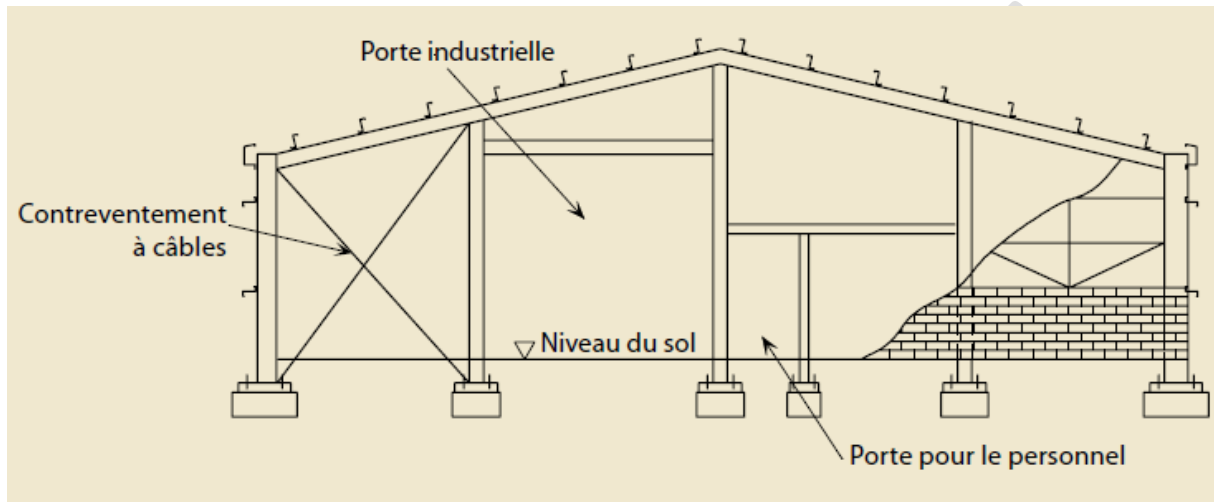 Porte industrielle
Contreventement
à câbles
Niveau du sol
Porte pour le personnel